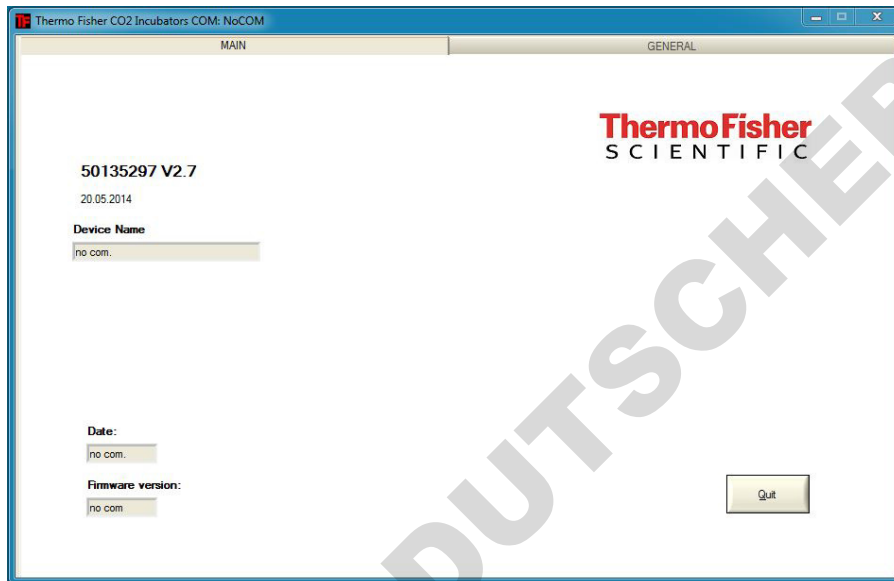 Thermo Fisher CO2 Incubators COM: NoCOM
MAIN
GENERAL
ThermoFisher
SCIENTIFIC
50135297 V2.7
20.05.2014
Device Name
no com.
Date:
no com.
Firmware version:
no com
Quit
DUTSCHER